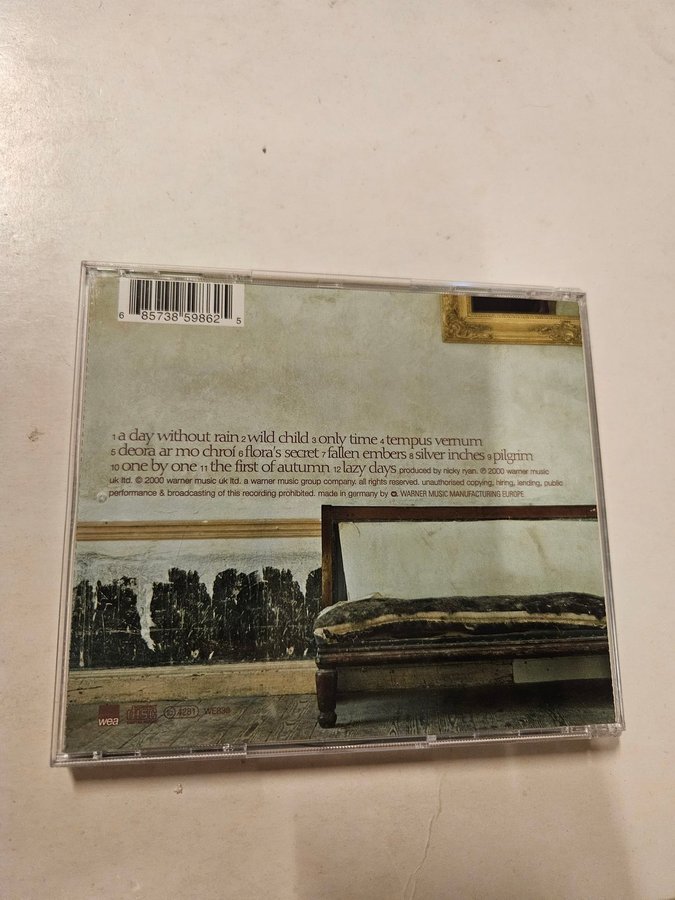 6 85738 59862 5
1 a day without rain 2 wild child 3 only time 4 tempus vernum
5 deora ar mo chroí 6 flora's secret 7 fallen embers 8 silver inches 9 pilgrim
10 one by one 11 the first of autumn 12 lazy days produced by nicky ryan. ℗ 2000 warner music
uk ltd. © 2000 warner music uk ltd. a warner music group company. all rights reserved. unauthorised copying, hiring, lending, public
performance & broadcasting of this recording prohibited. made in germany by WARNER MUSIC MANUFACTURING EUROPE
wea disc LC 4281 WE838